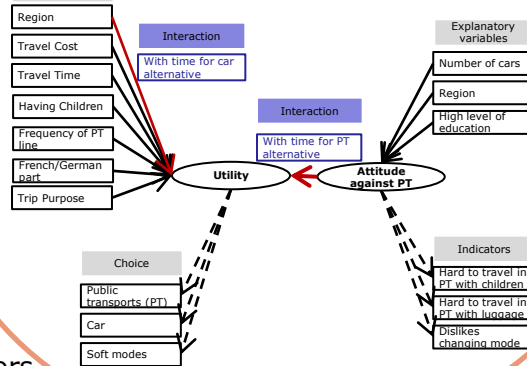 Region
Travel Cost
Travel Time
Having Children
Frequency of PT
line
French/German
part
Trip Purpose
Interaction
With time for car
alternative
Interaction
With time for PT
alternative
Explanatory
variables
Number of cars
Region
High level of
education
Utility
Attitude
against PT
Choice
Public
transports (PT)
Car
Soft modes
Indicators
Hard to travel in
PT with children
Hard to travel in
PT with luggage
Dislikes
changing mode
ers